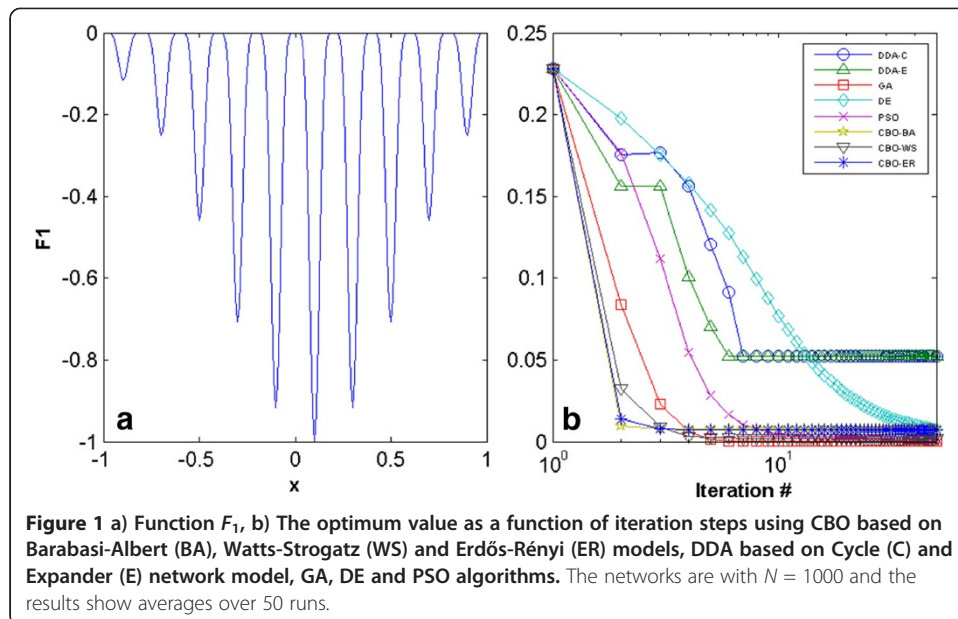 0
-0.2
-0.4
-0.6
-0.8
-1
F1
-1
-0.5
0
0.5
1
x
a
0.25
0.2
0.15
0.1
0.05
0
10⁰
10¹
Iteration #
b
DDA-C
DDA-E
GA
DE
PSO
CBO-BA
CBO-WS
CBO-ER
Figure 1 a) Function F₁, b) The optimum value as a function of iteration steps using CBO based on
Barabasi-Albert (BA), Watts-Strogatz (WS) and Erdős-Rényi (ER) models, DDA based on Cycle (C) and
Expander (E) network model, GA, DE and PSO algorithms. The networks are with N = 1000 and the
results show averages over 50 runs.